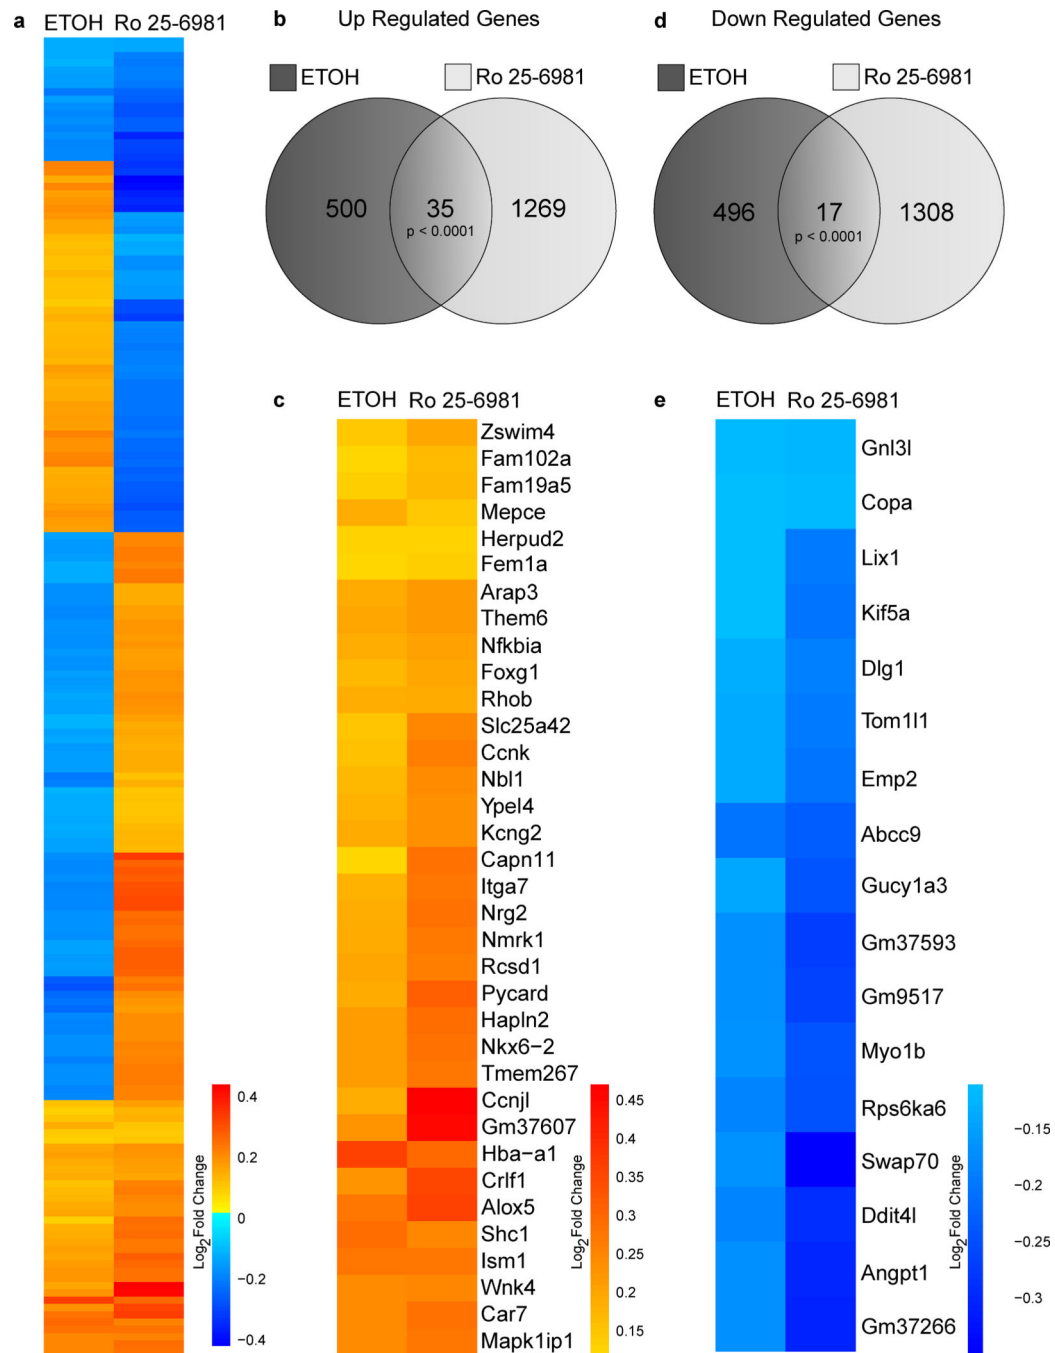 a
ETOH Ro 25-6981
0.4
0.2
0
−0.2
−0.4
Log2Fold Change
b
Up Regulated Genes
ETOH
Ro 25-6981
500
35
p < 0.0001
1269
d
Down Regulated Genes
ETOH
Ro 25-6981
496
17
p < 0.0001
1308
c
ETOH Ro 25-6981
Zswim4
Fam102a
Fam19a5
Mepce
Herpud2
Fem1a
Arap3
Them6
Nfkbia
Foxg1
Rhob
Slc25a42
Ccnk
Nbl1
Ypel4
Kcng2
Capn11
Itga7
Nrg2
Nmrk1
Rcsd1
Pycard
Hapln2
Nkx6−2
Tmem267
Ccnjl
Gm37607
Hba−a1
Crlf1
Alox5
Shc1
Ism1
Wnk4
Car7
Mapk1ip1
0.45
0.4
0.35
0.3
0.25
0.2
0.15
Log2Fold Change
e
ETOH Ro 25-6981
Gnl3l
Copa
Lix1
Kif5a
Dlg1
Tom1l1
Emp2
Abcc9
Gucy1a3
Gm37593
Gm9517
Myo1b
Rps6ka6
Swap70
Ddit4l
Angpt1
Gm37266
−0.15
−0.2
−0.25
−0.3
Log2Fold Change